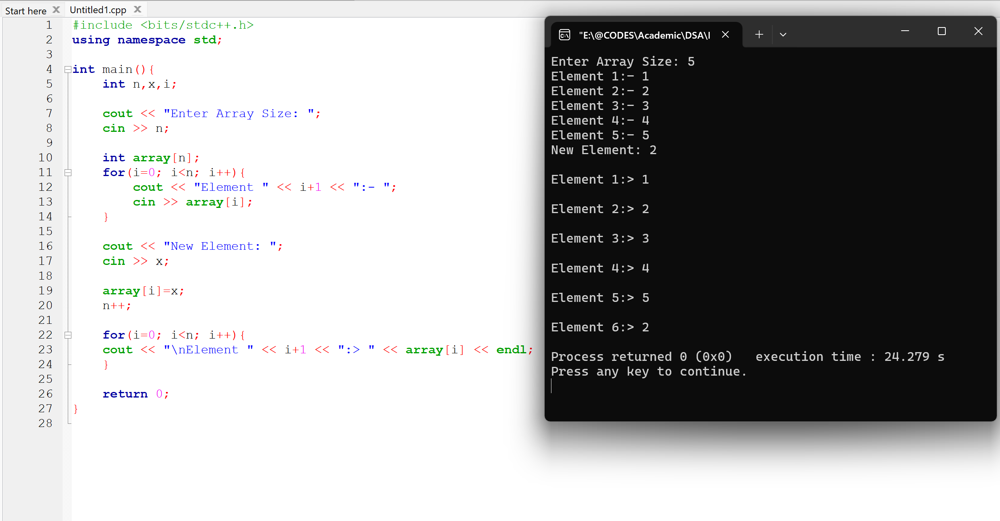 Start here
Untitled1.cpp
1 #include <bits/stdc++.h>
2 using namespace std;
3
4 int main(){
5     int n,x,i;
6
7     cout << "Enter Array Size: ";
8     cin >> n;
9
10     int array[n];
11     for(i=0; i<n; i++){
12         cout << "Element " << i+1 << ":- ";
13         cin >> array[i];
14     }
15
16     cout << "New Element: ";
17     cin >> x;
18
19     array[i]=x;
20     n++;
21
22     for(i=0; i<n; i++){
23     cout << "\nElement " << i+1 << ":> " << array[i] << endl;
24     }
25
26     return 0;
27 }
28
"E:\@CODES\Academic\DSA\I
Enter Array Size: 5
Element 1:- 1
Element 2:- 2
Element 3:- 3
Element 4:- 4
Element 5:- 5
New Element: 2
Element 1:> 1
Element 2:> 2
Element 3:> 3
Element 4:> 4
Element 5:> 5
Element 6:> 2
Process returned 0 (0x0)   execution time : 24.279 s
Press any key to continue.